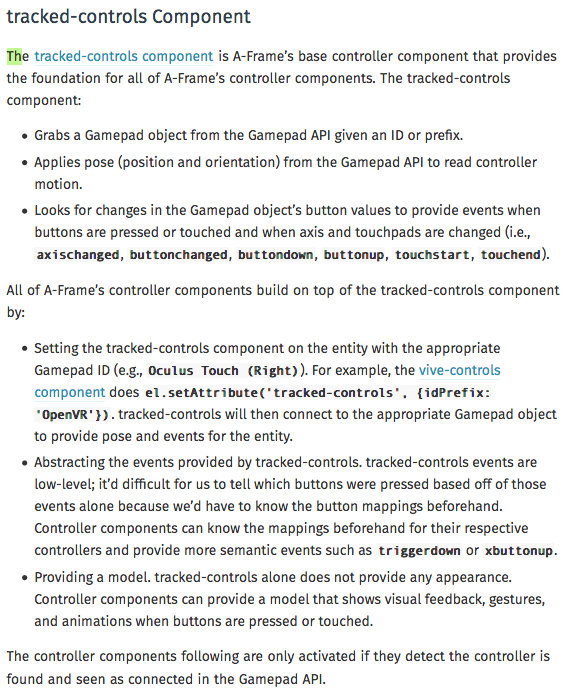 tracked-controls Component
The tracked-controls component is A-Frame’s base controller component that provides
the foundation for all of A-Frame’s controller components. The tracked-controls
component:
• Grabs a Gamepad object from the Gamepad API given an ID or prefix.
• Applies pose (position and orientation) from the Gamepad API to read controller
motion.
• Looks for changes in the Gamepad object’s button values to provide events when
buttons are pressed or touched and when axis and touchpads are changed (i.e.,
axischanged, buttonchanged, buttondown, buttonup, touchstart, touchend).
All of A-Frame’s controller components build on top of the tracked-controls component
by:
• Setting the tracked-controls component on the entity with the appropriate
Gamepad ID (e.g., Oculus Touch (Right)). For example, the vive-controls
component does el.setAttribute('tracked-controls', {idPrefix:
'OpenVR'}). tracked-controls will then connect to the appropriate Gamepad object
to provide pose and events for the entity.
• Abstracting the events provided by tracked-controls. tracked-controls events are
low-level; it’d difficult for us to tell which buttons were pressed based off of those
events alone because we’d have to know the button mappings beforehand.
Controller components can know the mappings beforehand for their respective
controllers and provide more semantic events such as triggerdown or xbuttonup.
• Providing a model. tracked-controls alone does not provide any appearance.
Controller components can provide a model that shows visual feedback, gestures,
and animations when buttons are pressed or touched.
The controller components following are only activated if they detect the controller is
found and seen as connected in the Gamepad API.